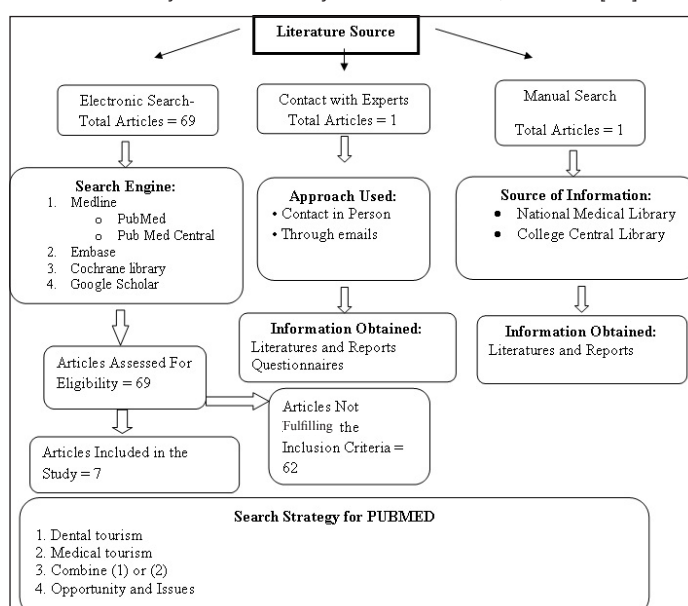 Literature Source
Electronic Search-
Total Articles = 69
Contact with Experts
Total Articles = 1
Manual Search
Total Articles = 1
Search Engine:
1. Medline
o PubMed
o Pub Med Central
2. Embase
3. Cochrane library
4. Google Scholar
Approach Used:
• Contact in Person
• Through emails
Source of Information:
• National Medical Library
• College Central Library
Information Obtained:
Literatures and Reports
Questionnaires
Information Obtained:
Literatures and Reports
Articles Assessed For
Eligibility = 69
Articles Not
Fulfilling the
Inclusion Criteria =
62
Articles Included in the
Study = 7
Search Strategy for PUBMED
1. Dental tourism
2. Medical tourism
3. Combine (1) or (2)
4. Opportunity and Issues